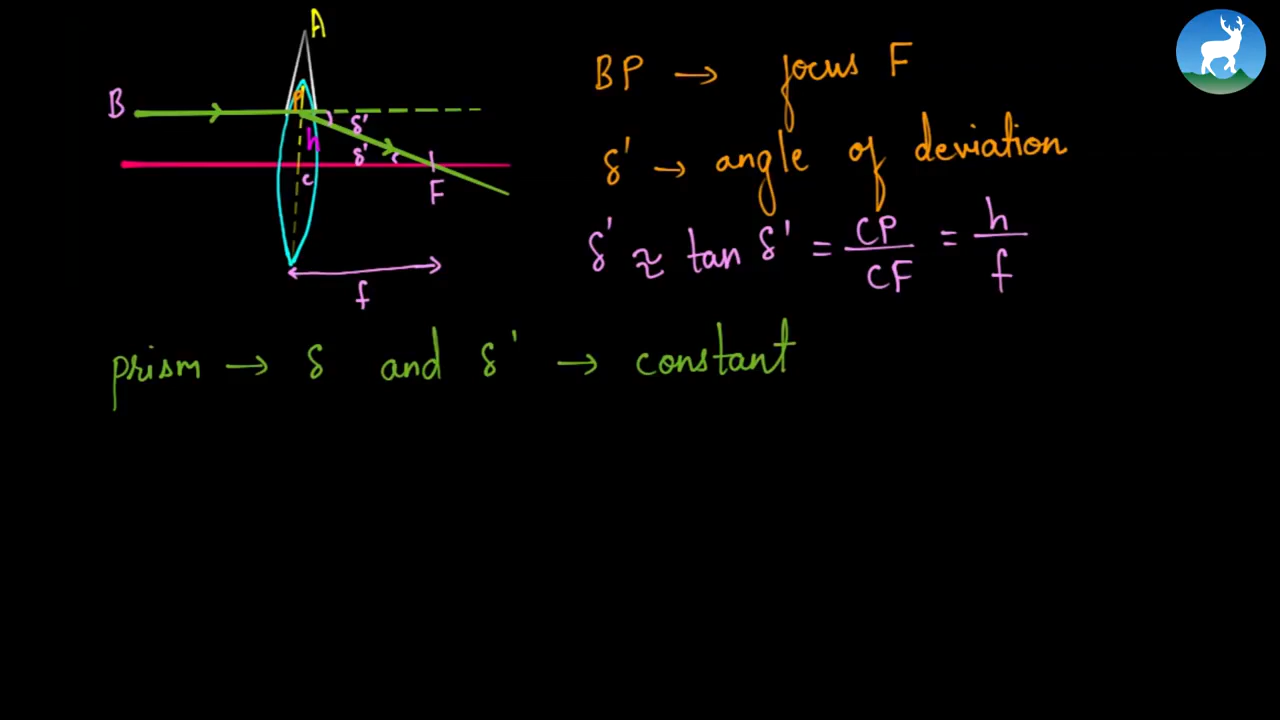 A
B
P
δ'
h
δ'
c
F
f
BP → focus F
δ' → angle of deviation
δ' ≈ tan δ' = CP/CF = h/f
prism → δ and δ' → constant